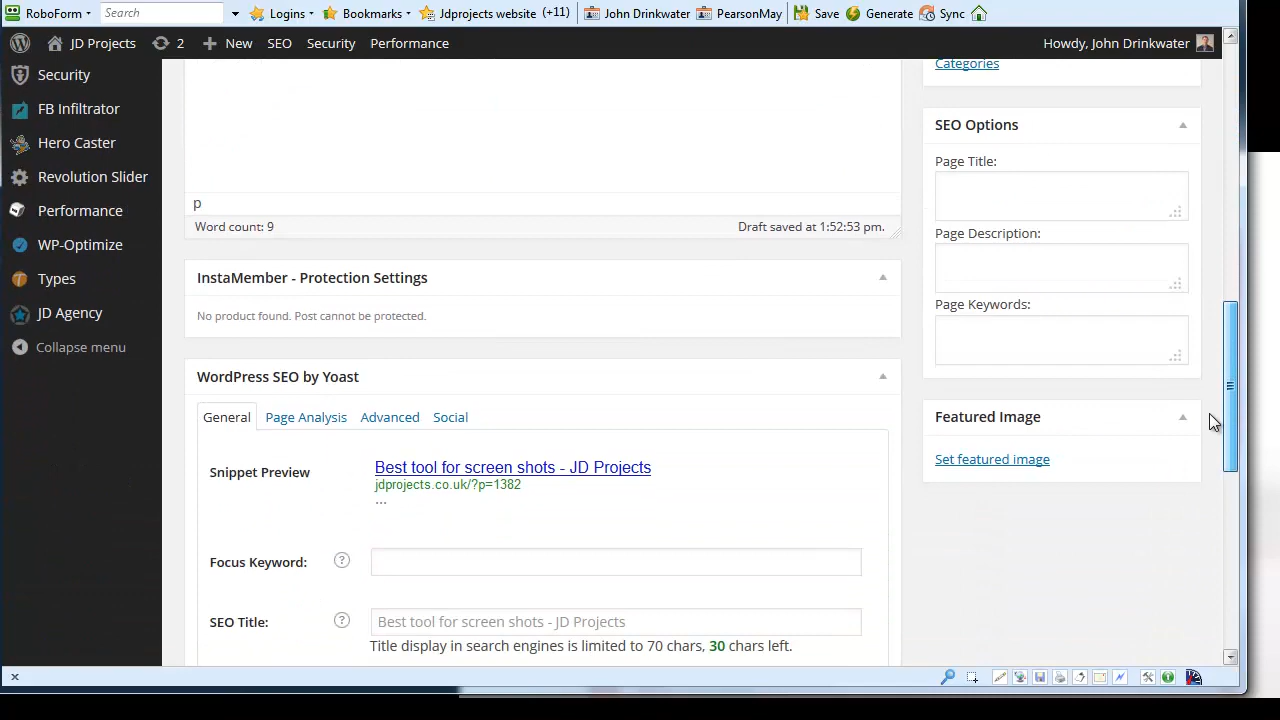 RoboForm Search Logins Bookmarks Jdprojects website (+11) John Drinkwater PearsonMay Save Generate Sync
JD Projects 2 New SEO Security Performance Howdy, John Drinkwater
Security
FB Infiltrator
Hero Caster
Revolution Slider
Performance
WP-Optimize
Types
JD Agency
Collapse menu
p
Word count: 9 Draft saved at 1:52:53 pm.
InstaMember - Protection Settings
No product found. Post cannot be protected.
WordPress SEO by Yoast
General Page Analysis Advanced Social
Snippet Preview
Best tool for screen shots - JD Projects
jdprojects.co.uk/?p=1382
...
Focus Keyword: ?
SEO Title: ? Best tool for screen shots - JD Projects
Title display in search engines is limited to 70 chars, 30 chars left.
Categories
SEO Options
Page Title:
Page Description:
Page Keywords:
Featured Image
Set featured image